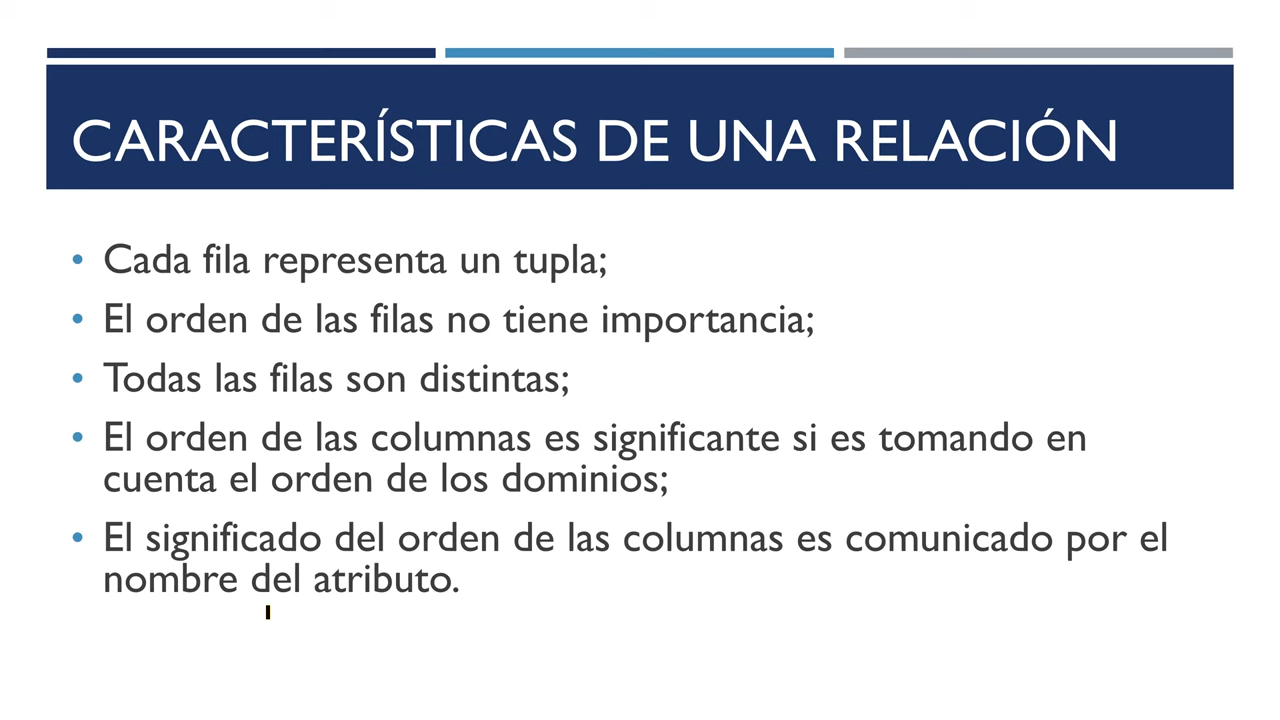 CARACTERÍSTICAS DE UNA RELACIÓN
• Cada fila representa un tupla;
• El orden de las filas no tiene importancia;
• Todas las filas son distintas;
• El orden de las columnas es significante si es tomando en
cuenta el orden de los dominios;
• El significado del orden de las columnas es comunicado por el
nombre del atributo.